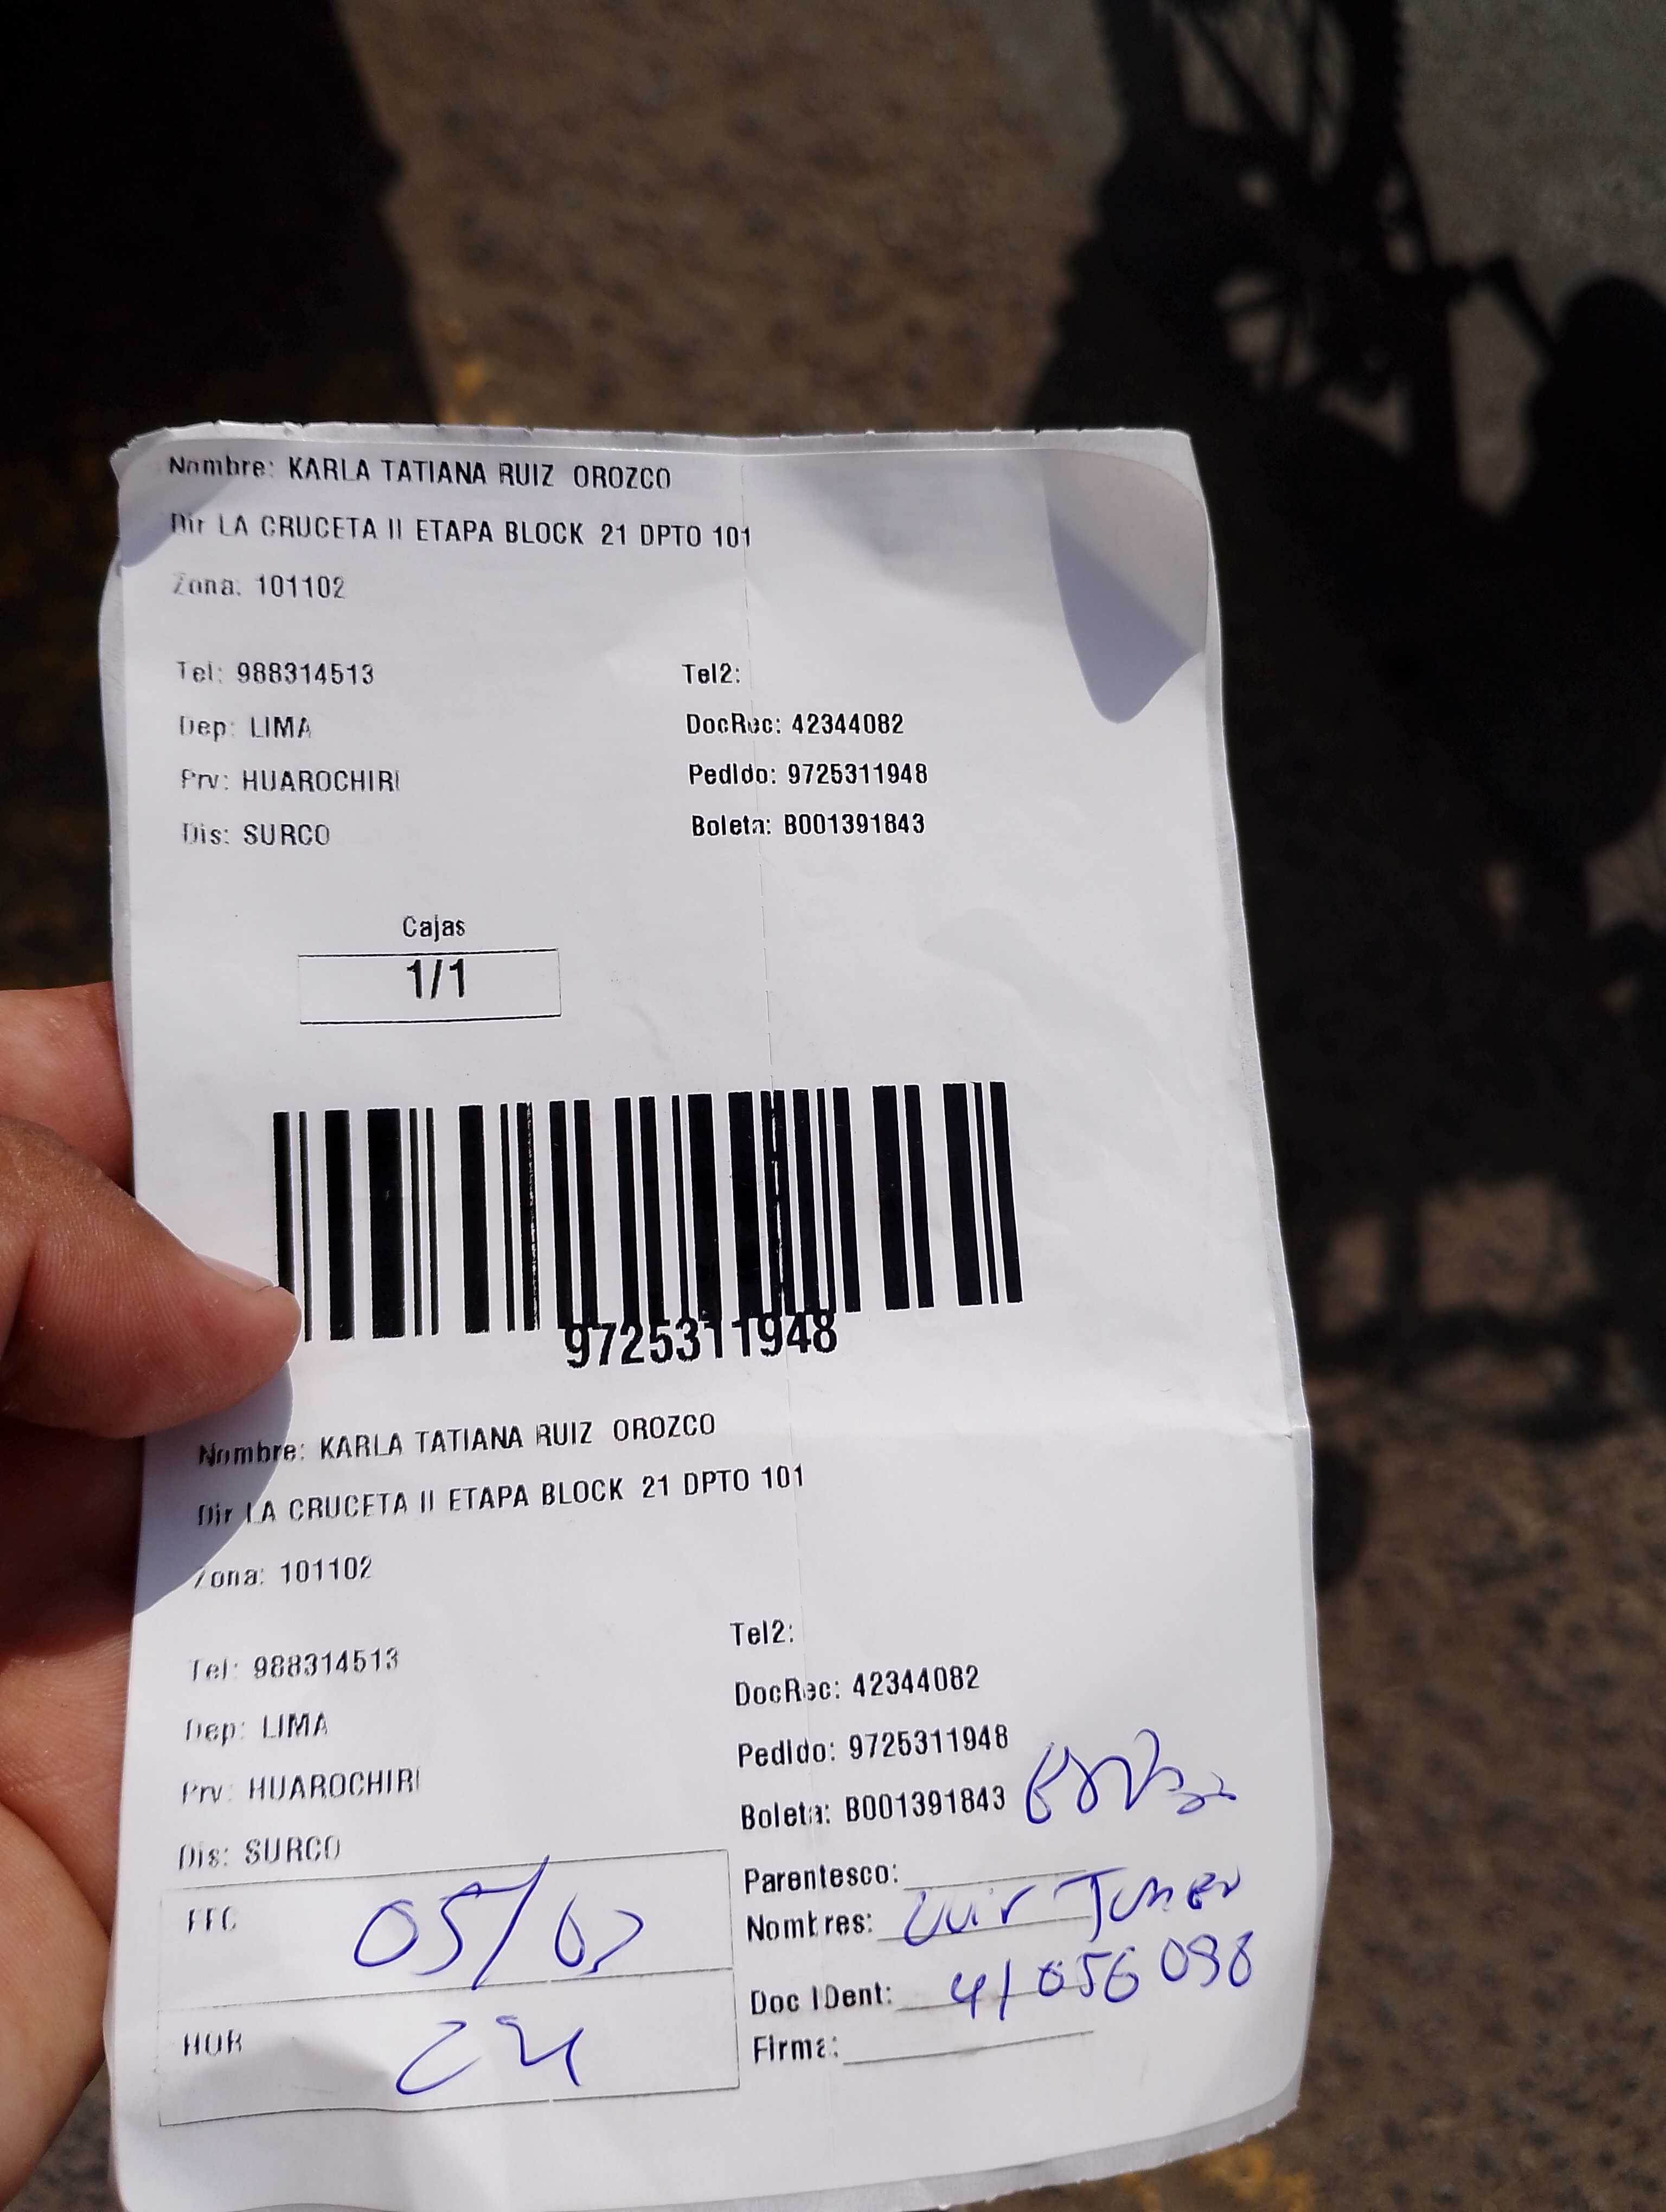 Nombre: KARLA TATIANA RUIZ OROZCO
Dir LA CRUCETA II ETAPA BLOCK 21 DPTO 101
Zona: 101102
Tel: 988314513 Tel2:
Dep: LIMA DocRec: 42344082
Prv: HUAROCHIRI Pedido: 9725311948
Dis: SURCO Boleta: B001391843
Cajas
1/1
9725311948
Nombre: KARLA TATIANA RUIZ OROZCO
Dir LA CRUCETA II ETAPA BLOCK 21 DPTO 101
Zona: 101102
Tel: 988314513 Tel2:
Dep: LIMA DocRec: 42344082
Prv: HUAROCHIRI Pedido: 9725311948
Dis: SURCO Boleta: B001391843
Parentesco:
FEC 05/ Nombres:
Doc IDent: 41056098
HOR Firma: